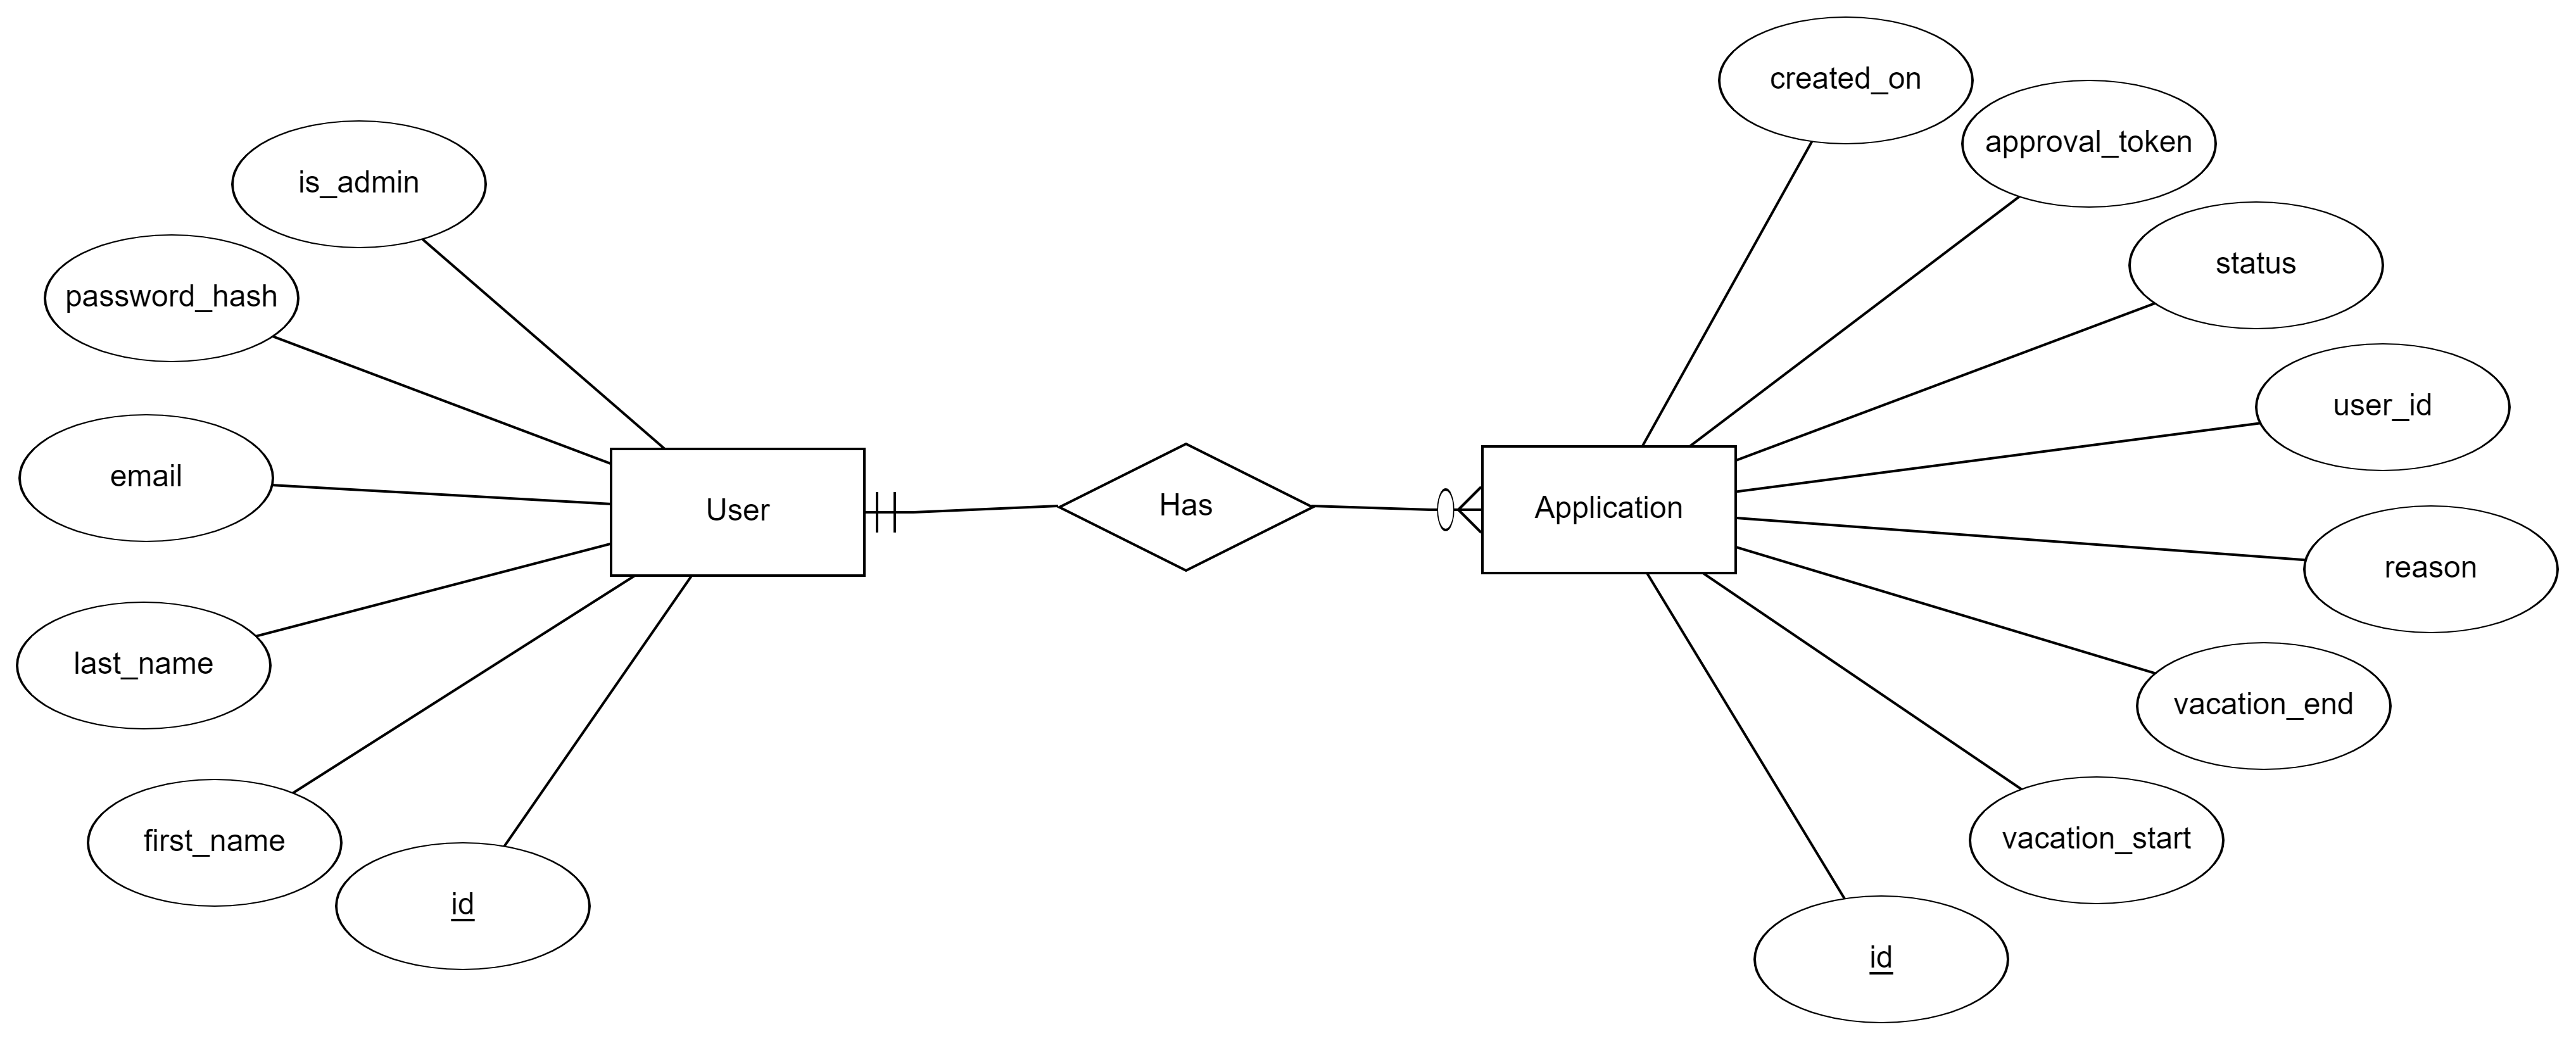 created_on
approval_token
is_admin
status
password_hash
user_id
email
User
Has
Application
reason
last_name
vacation_end
first_name
vacation_start
id
id